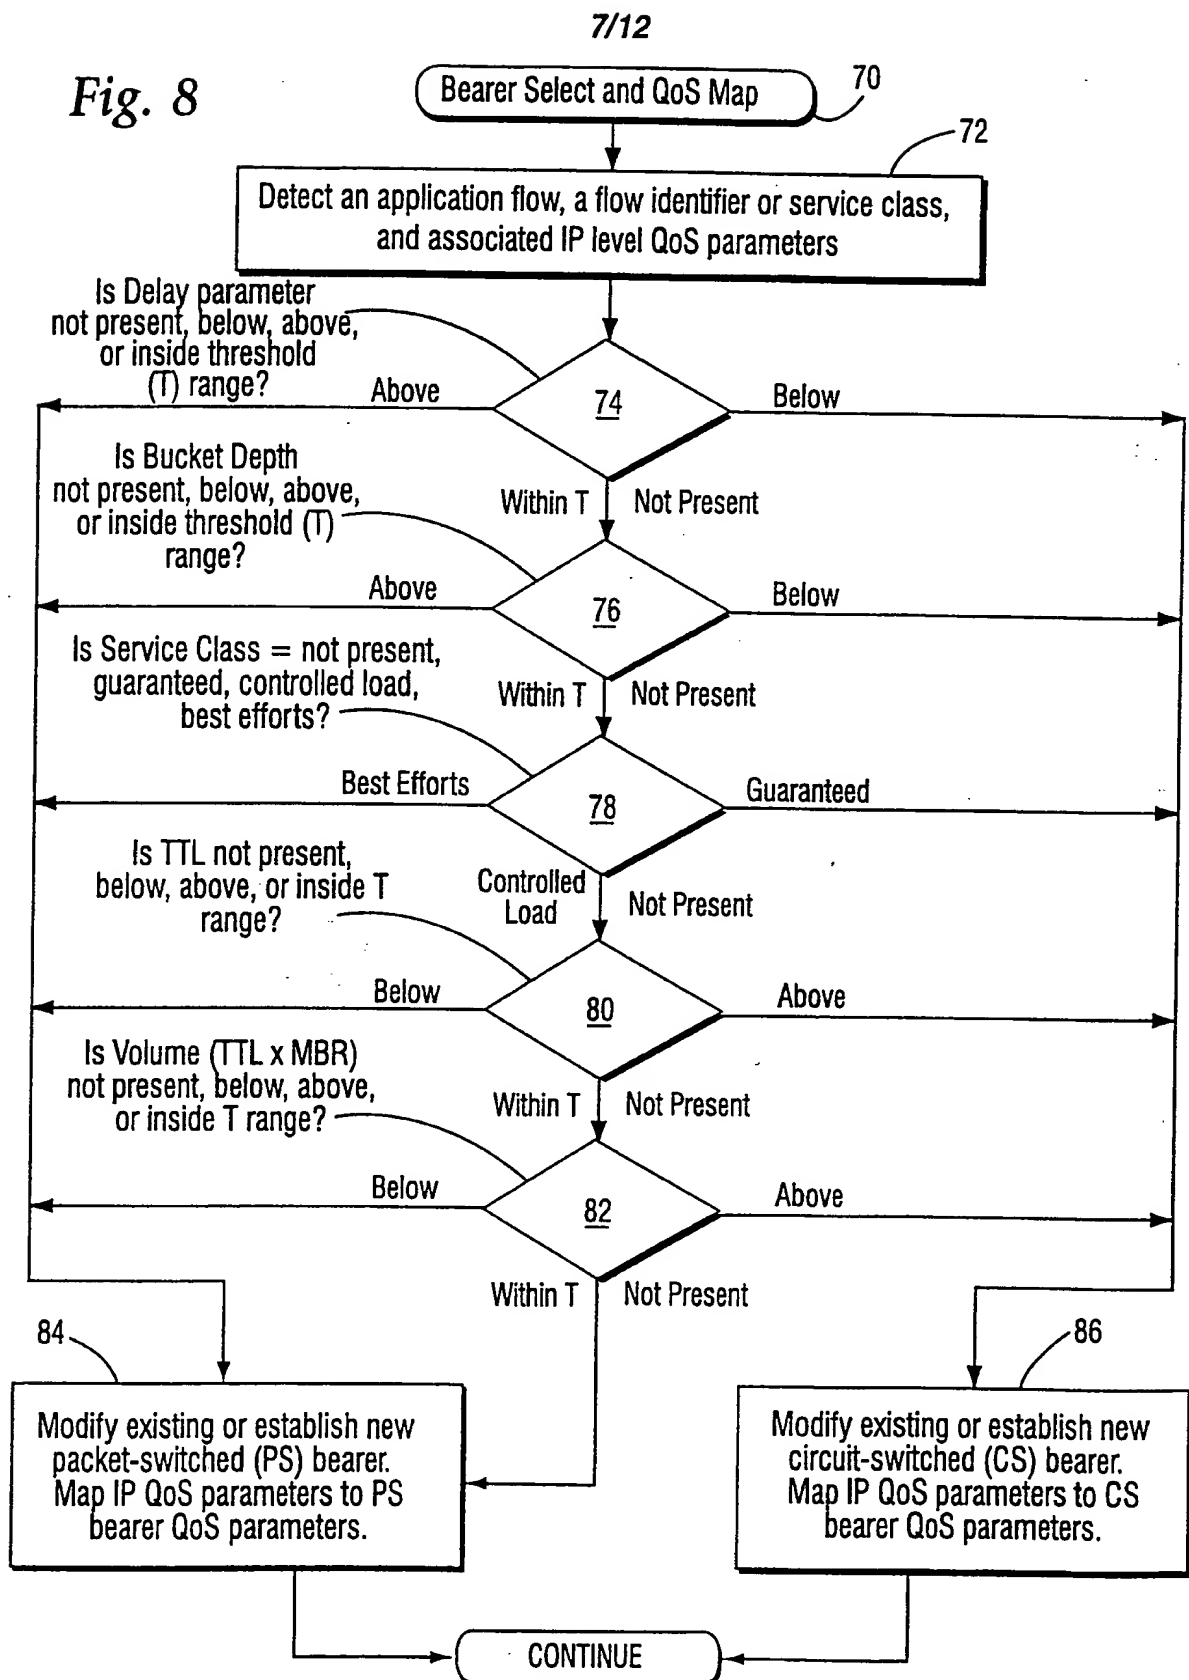 7/12
Fig. 8
Bearer Select and QoS Map
70
72
Detect an application flow, a flow identifier or service class,
and associated IP level QoS parameters
Is Delay parameter
not present, below, above,
or inside threshold
(T) range?
Above
74
Below
Within T
Not Present
Is Bucket Depth
not present, below, above,
or inside threshold (T)
range?
Above
76
Below
Within T
Not Present
Is Service Class = not present,
guaranteed, controlled load,
best efforts?
Best Efforts
78
Guaranteed
Controlled
Load
Not Present
Is TTL not present,
below, above, or inside T
range?
Below
80
Above
Within T
Not Present
Is Volume (TTL x MBR)
not present, below, above,
or inside T range?
Below
82
Above
Within T
Not Present
84
Modify existing or establish new
packet-switched (PS) bearer.
Map IP QoS parameters to PS
bearer QoS parameters.
86
Modify existing or establish new
circuit-switched (CS) bearer.
Map IP QoS parameters to CS
bearer QoS parameters.
CONTINUE